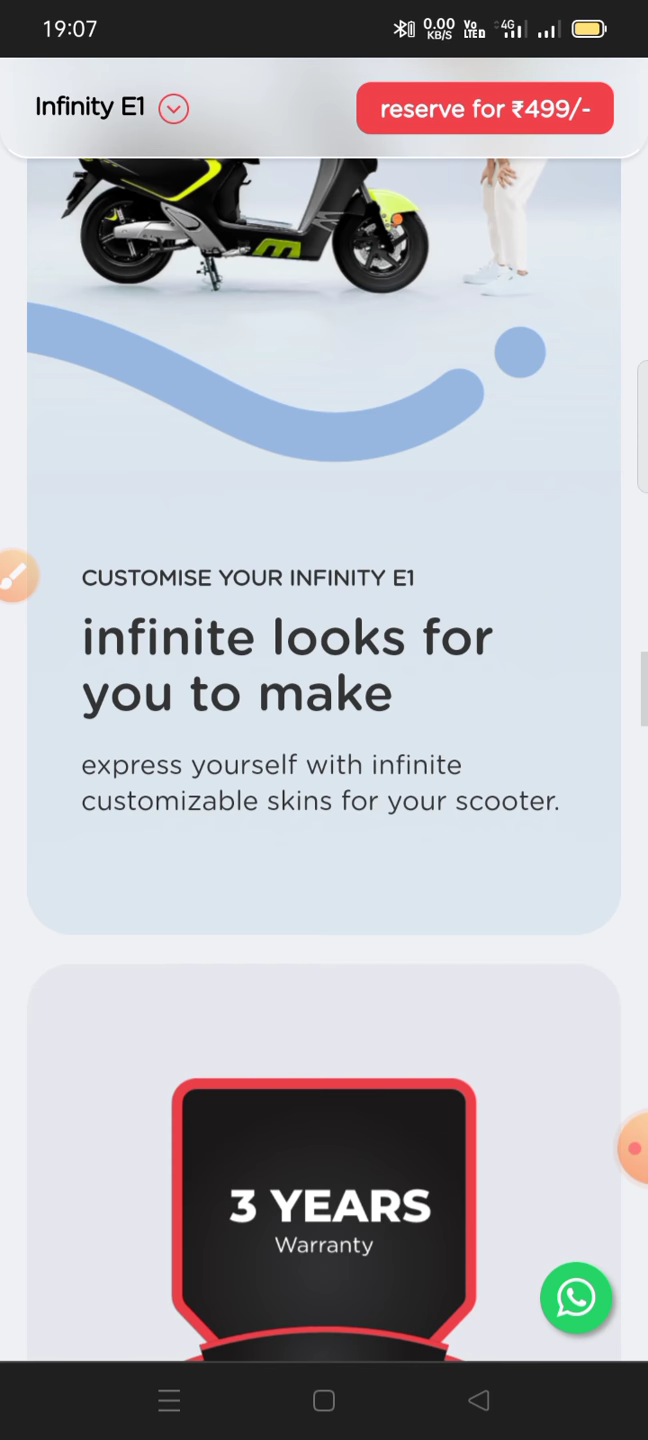 19:07
0.00
KB/S
Vo
LTE
4G
Infinity E1
reserve for ₹499/-
CUSTOMISE YOUR INFINITY E1
infinite looks for
you to make
express yourself with infinite
customizable skins for your scooter.
3 YEARS
Warranty